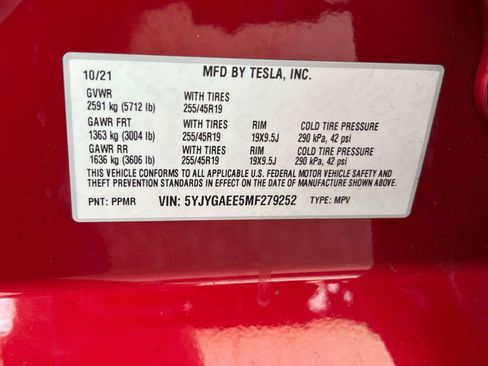 10/21 MFD BY TESLA, INC.
GVWR WITH TIRES
2591 kg (5712 lb) 255/45R19
GAWR FRT WITH TIRES RIM COLD TIRE PRESSURE
1363 kg (3004 lb) 255/45R19 19X9.5J 290 kPa, 42 psi
GAWR RR WITH TIRES RIM COLD TIRE PRESSURE
1636 kg (3606 lb) 255/45R19 19X9.5J 290 kPa, 42 psi
THIS VEHICLE CONFORMS TO ALL APPLICABLE U.S. FEDERAL MOTOR VEHICLE SAFETY AND
THEFT PREVENTION STANDARDS IN EFFECT ON THE DATE OF MANUFACTURE SHOWN ABOVE.
PNT: PPMR VIN: 5YJYGAEE5MF279252 TYPE: MPV